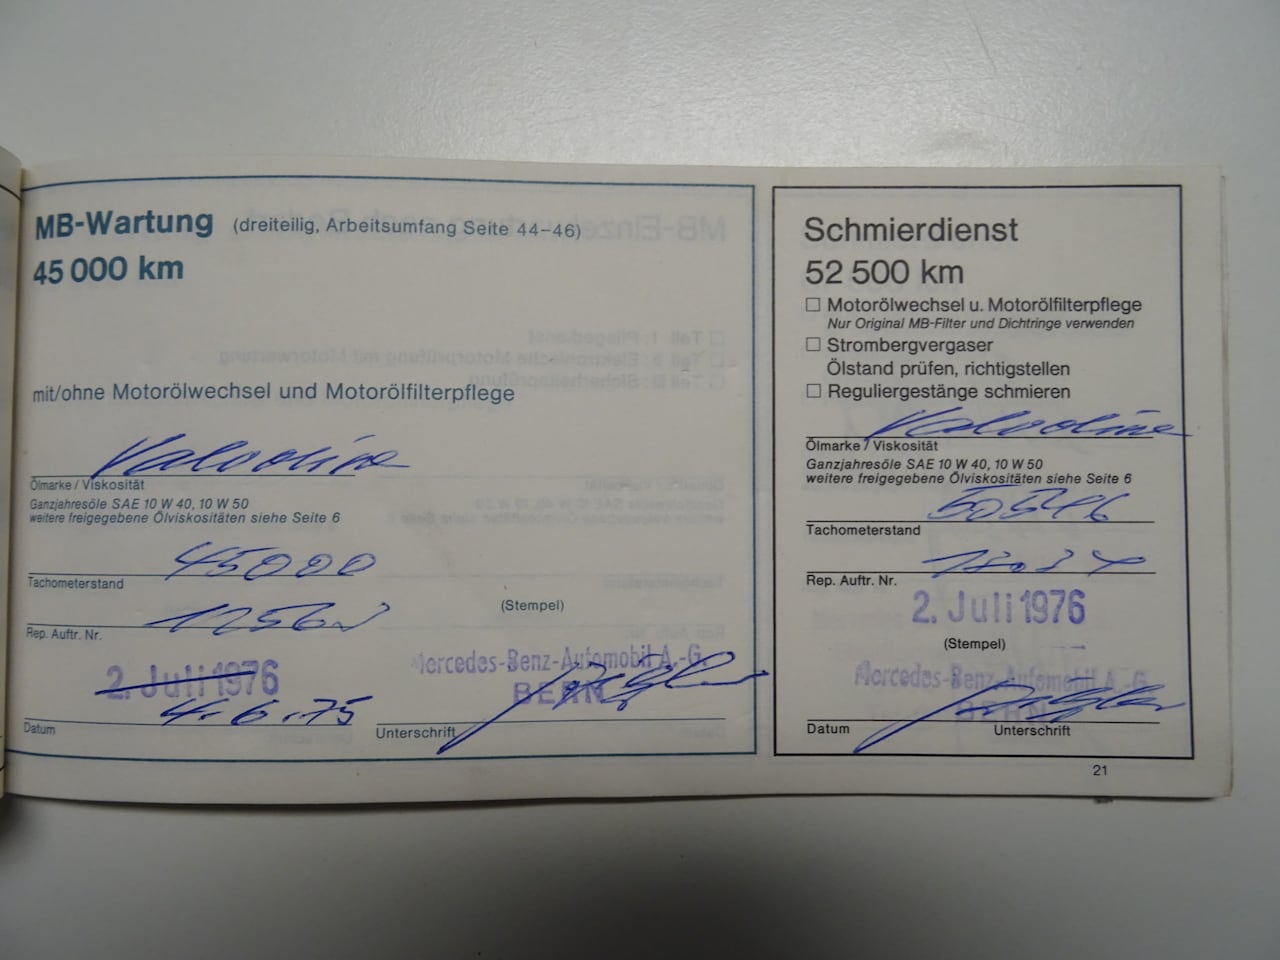 MB-Wartung (dreiteilig, Arbeitsumfang Seite 44–46)
45 000 km
mit/ohne Motorölwechsel und Motorölfilterpflege
Valvoline
Ölmarke / Viskosität
Ganzjahresöle SAE 10 W 40, 10 W 50
weitere freigegebene Ölviskositäten siehe Seite 6
45000
Tachometerstand
(Stempel)
Rep. Auftr. Nr.
Mercedes-Benz-Automobil A.-G.
BERN
2. Juli 1976
4.6.75
Datum
Unterschrift
Schmierdienst
52 500 km
☐ Motorölwechsel u. Motorölfilterpflege
Nur Original MB-Filter und Dichtringe verwenden
☐ Strombergvergaser
Ölstand prüfen, richtigstellen
☐ Reguliergestänge schmieren
Valvoline
Ölmarke / Viskosität
Ganzjahresöle SAE 10 W 40, 10 W 50
weitere freigegebene Ölviskositäten siehe Seite 6
Tachometerstand
Rep. Auftr. Nr.
2. Juli 1976
(Stempel)
Mercedes-Benz-Automobil A.-G.
BERN
Datum
Unterschrift
21